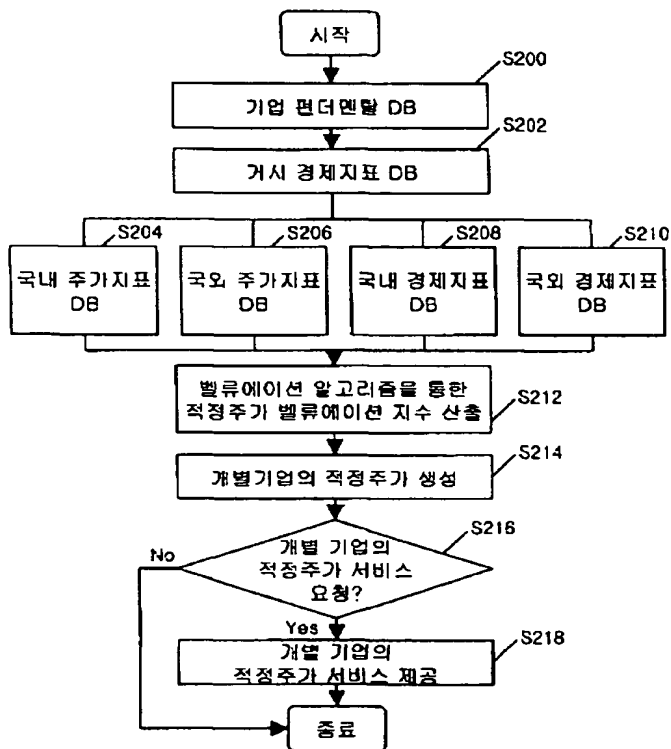 시작
S200
기업 펀더멘탈 DB
S202
거시 경제지표 DB
S204
S206
S208
S210
국내 주가지표
DB
국외 주가지표
DB
국내 경제지표
DB
국외 경제지표
DB
벨류에이션 알고리즘을 통한
적정주가 벨류에이션 지수 산출
S212
S214
개별기업의 적정주가 생성
S216
No
개별 기업의
적정주가 서비스
요청?
Yes
S218
개별 기업의
적정주가 서비스 제공
종료